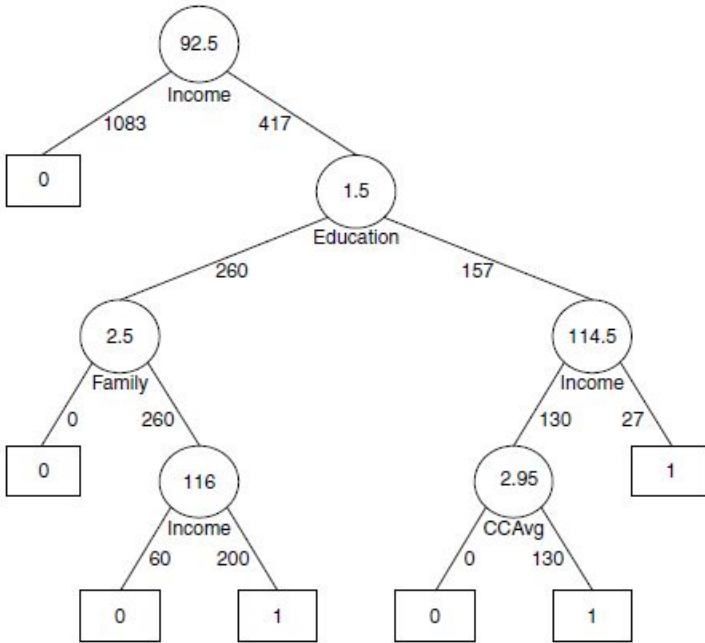 92.5
Income
1083 417
0
1.5
Education
260 157
2.5 114.5
Family Income
0 260 130 27
0 116 2.95 1
Income CCAvg
60 200 0 130
0 1 0 1